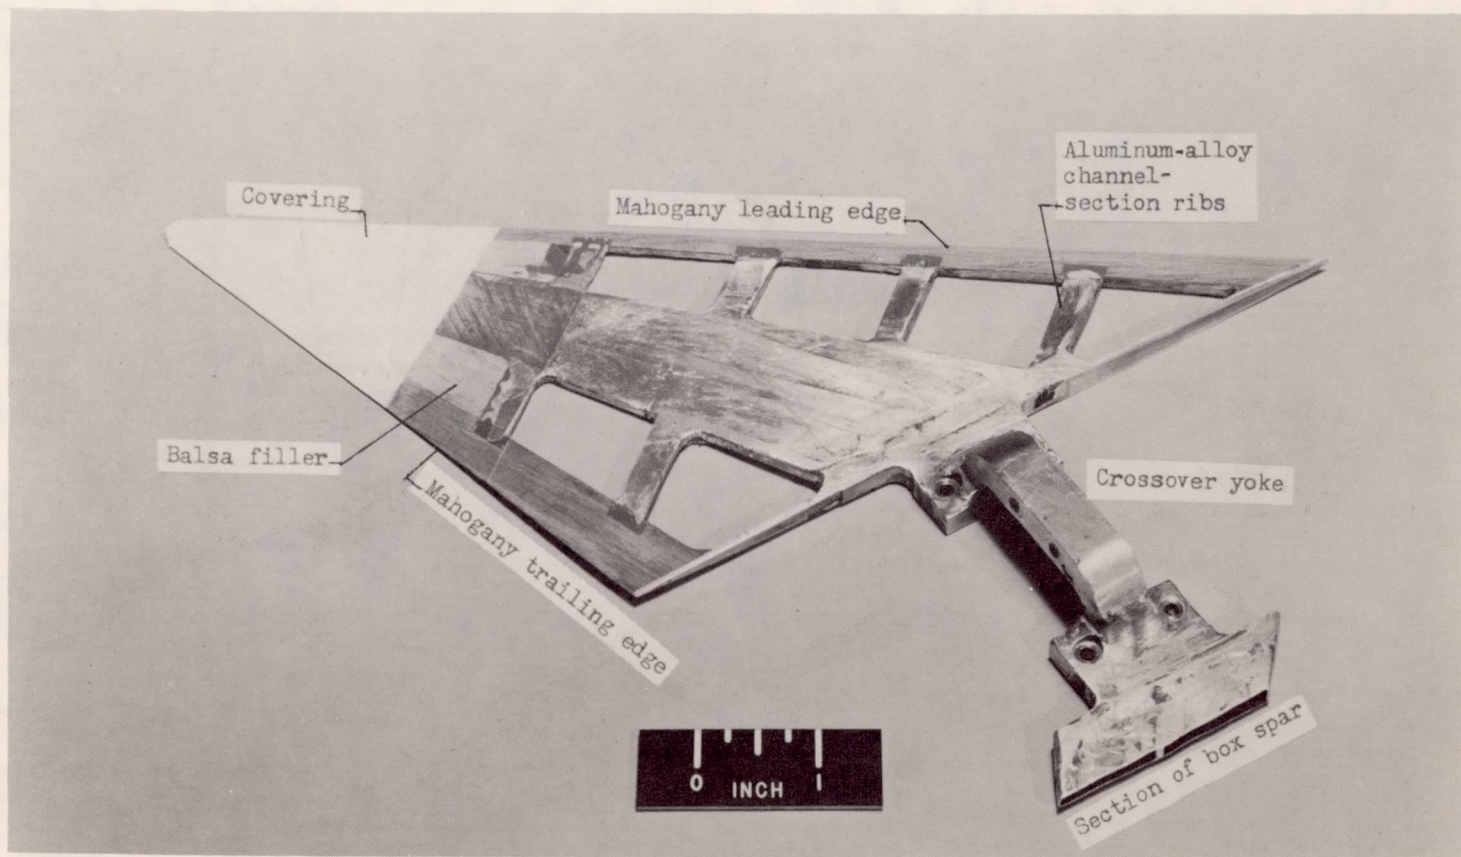 Covering
Mahogany leading edge
Aluminum-alloy
channel-
section ribs
Balsa filler
Mahogany trailing edge
Crossover yoke
Section of box spar
0 1
INCH